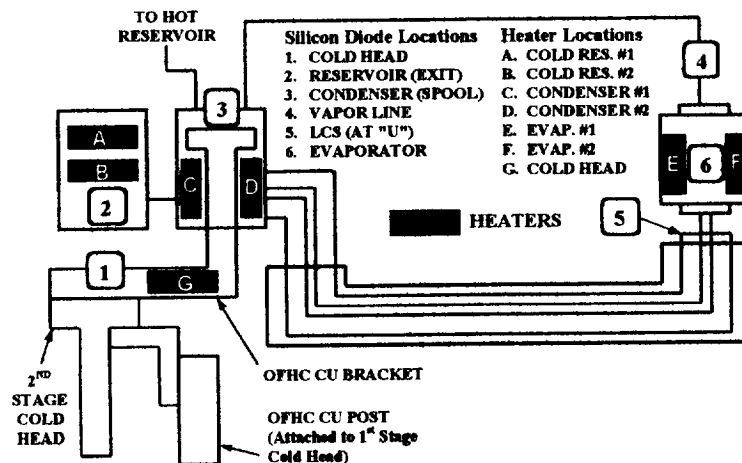 TO HOT
RESERVOIR
Silicon Diode Locations
1. COLD HEAD
2. RESERVOIR (EXIT)
3. CONDENSER (SPOOL)
4. VAPOR LINE
5. LCS (AT "U")
6. EVAPORATOR
Heater Locations
A. COLD RES. #1
B. COLD RES. #2
C. CONDENSER #1
D. CONDENSER #2
E. EVAP. #1
F. EVAP. #2
G. COLD HEAD
3
4
A
B
2
C
D
E
6
F
HEATERS
5
1
G
2ND
STAGE
COLD
HEAD
OFHC CU BRACKET
OFHC CU POST
(Attached to 1st Stage
Cold Head)